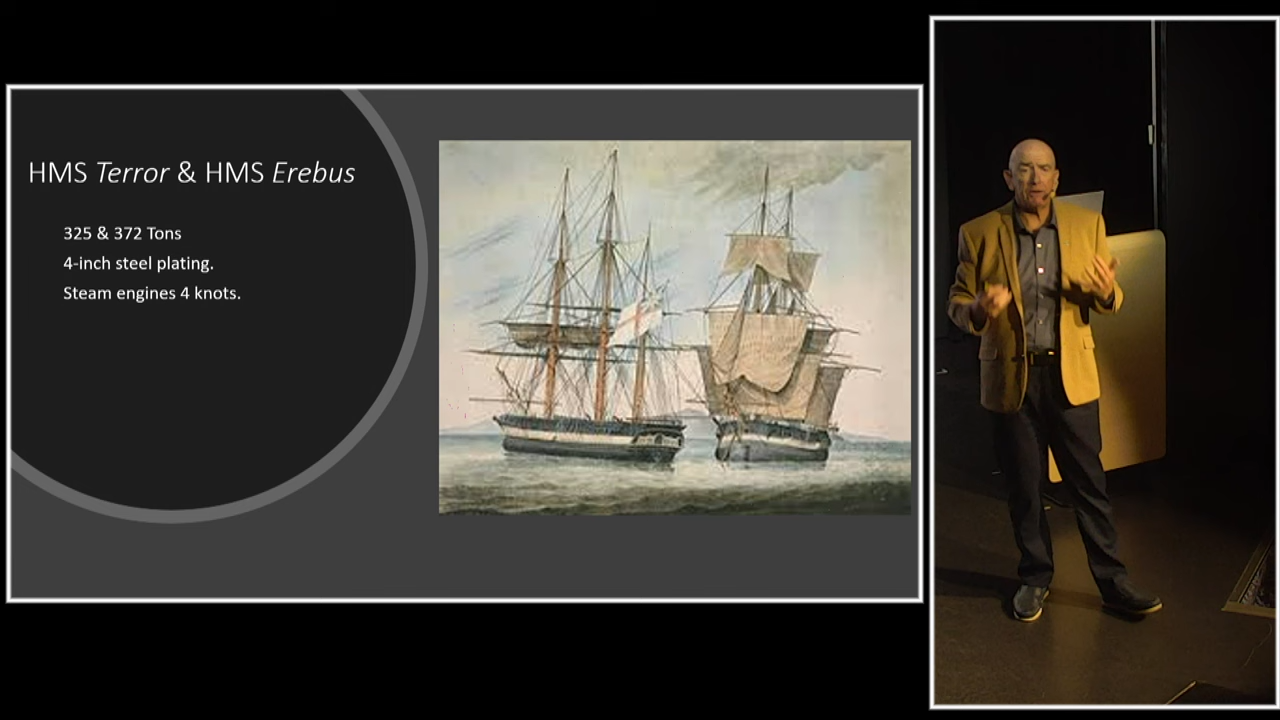 HMS Terror & HMS Erebus
325 & 372 Tons
4-inch steel plating.
Steam engines 4 knots.